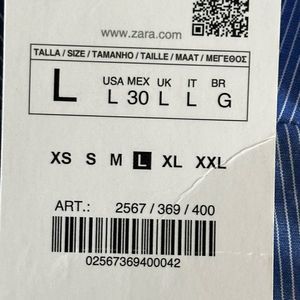 www.zara.com
TALLA / SIZE / TAMANHO / TAILLE / MAAT / ΜΕΓΕΘΟΣ
L
USA MEX UK IT BR
L 30 L L G
XS S M L XL XXL
ART.: 2567 / 369 / 400
02567369400042